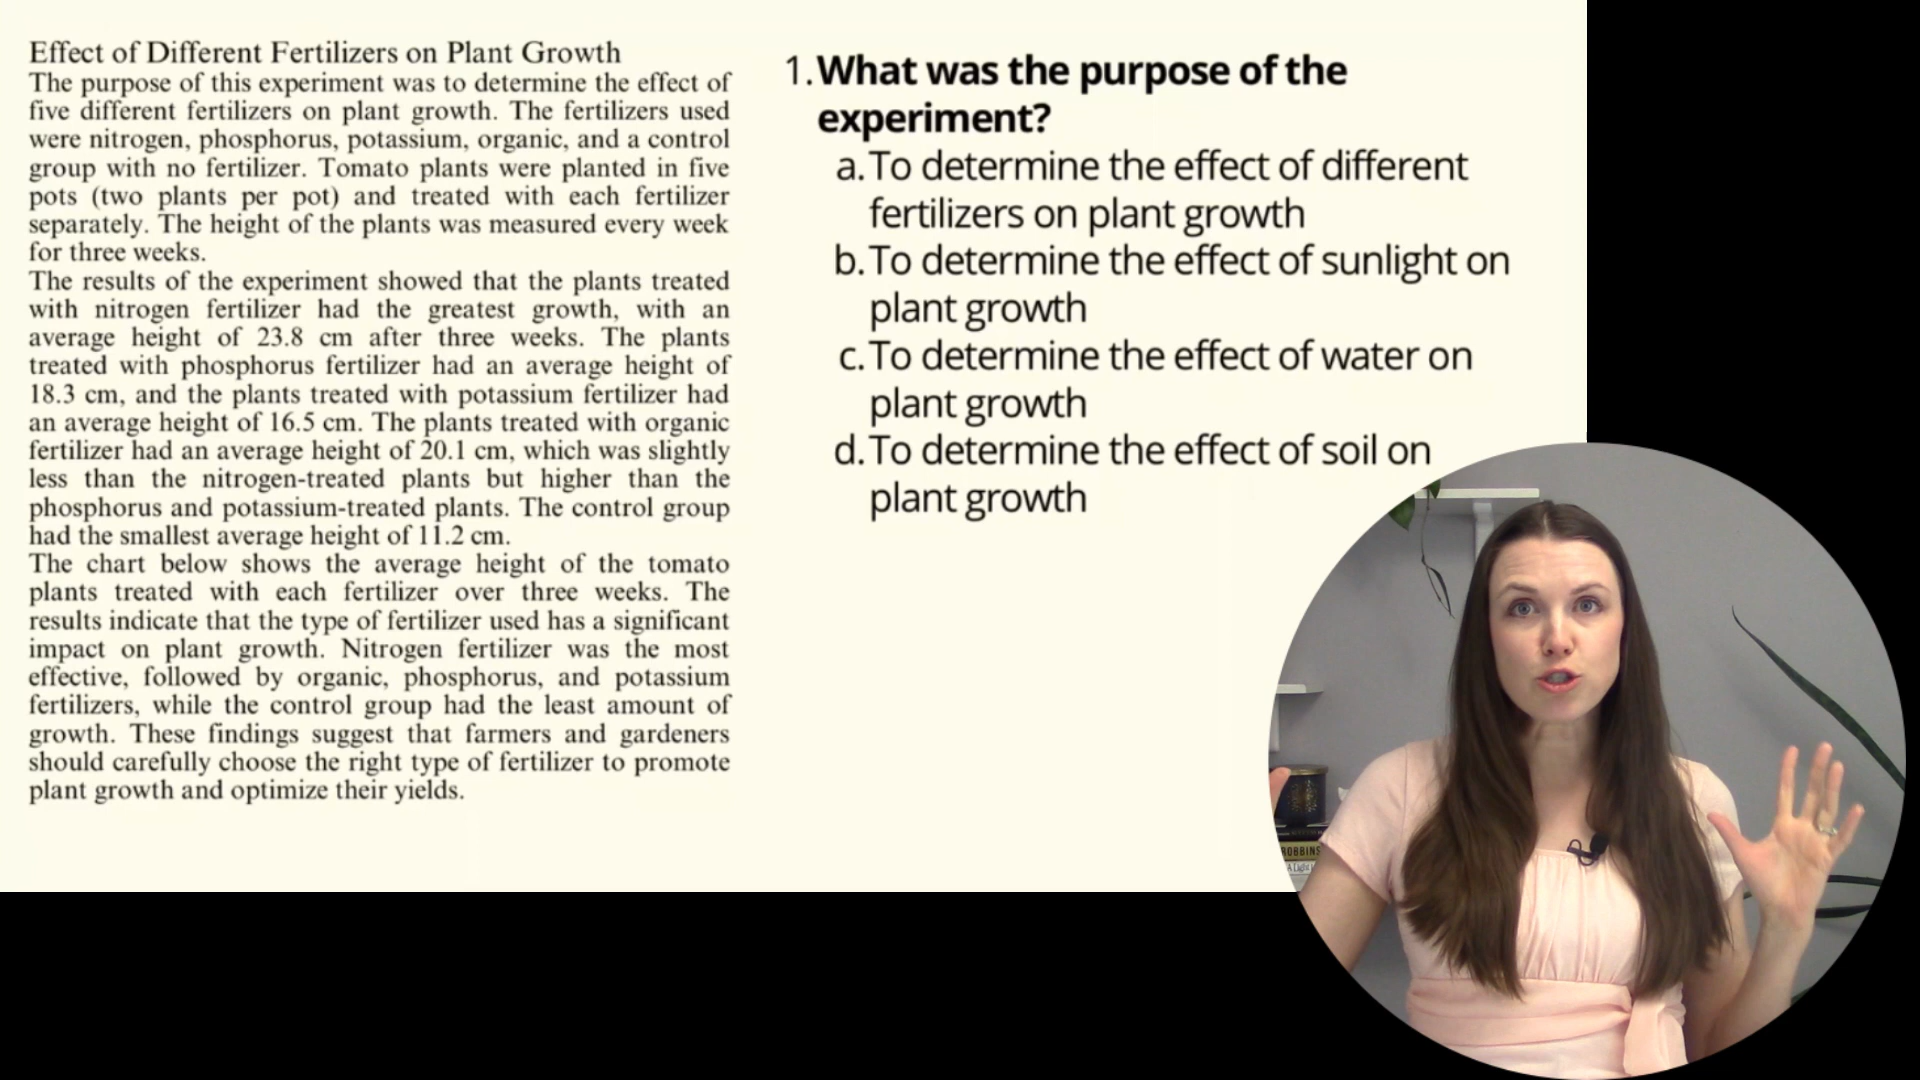 Effect of Different Fertilizers on Plant Growth
The purpose of this experiment was to determine the effect of
five different fertilizers on plant growth. The fertilizers used
were nitrogen, phosphorus, potassium, organic, and a control
group with no fertilizer. Tomato plants were planted in five
pots (two plants per pot) and treated with each fertilizer
separately. The height of the plants was measured every week
for three weeks.
The results of the experiment showed that the plants treated
with nitrogen fertilizer had the greatest growth, with an
average height of 23.8 cm after three weeks. The plants
treated with phosphorus fertilizer had an average height of
18.3 cm, and the plants treated with potassium fertilizer had
an average height of 16.5 cm. The plants treated with organic
fertilizer had an average height of 20.1 cm, which was slightly
less than the nitrogen-treated plants but higher than the
phosphorus and potassium-treated plants. The control group
had the smallest average height of 11.2 cm.
The chart below shows the average height of the tomato
plants treated with each fertilizer over three weeks. The
results indicate that the type of fertilizer used has a significant
impact on plant growth. Nitrogen fertilizer was the most
effective, followed by organic, phosphorus, and potassium
fertilizers, while the control group had the least amount of
growth. These findings suggest that farmers and gardeners
should carefully choose the right type of fertilizer to promote
plant growth and optimize their yields.
1. What was the purpose of the
experiment?
a. To determine the effect of different
fertilizers on plant growth
b. To determine the effect of sunlight on
plant growth
c. To determine the effect of water on
plant growth
d. To determine the effect of soil on
plant growth
ROBBINS